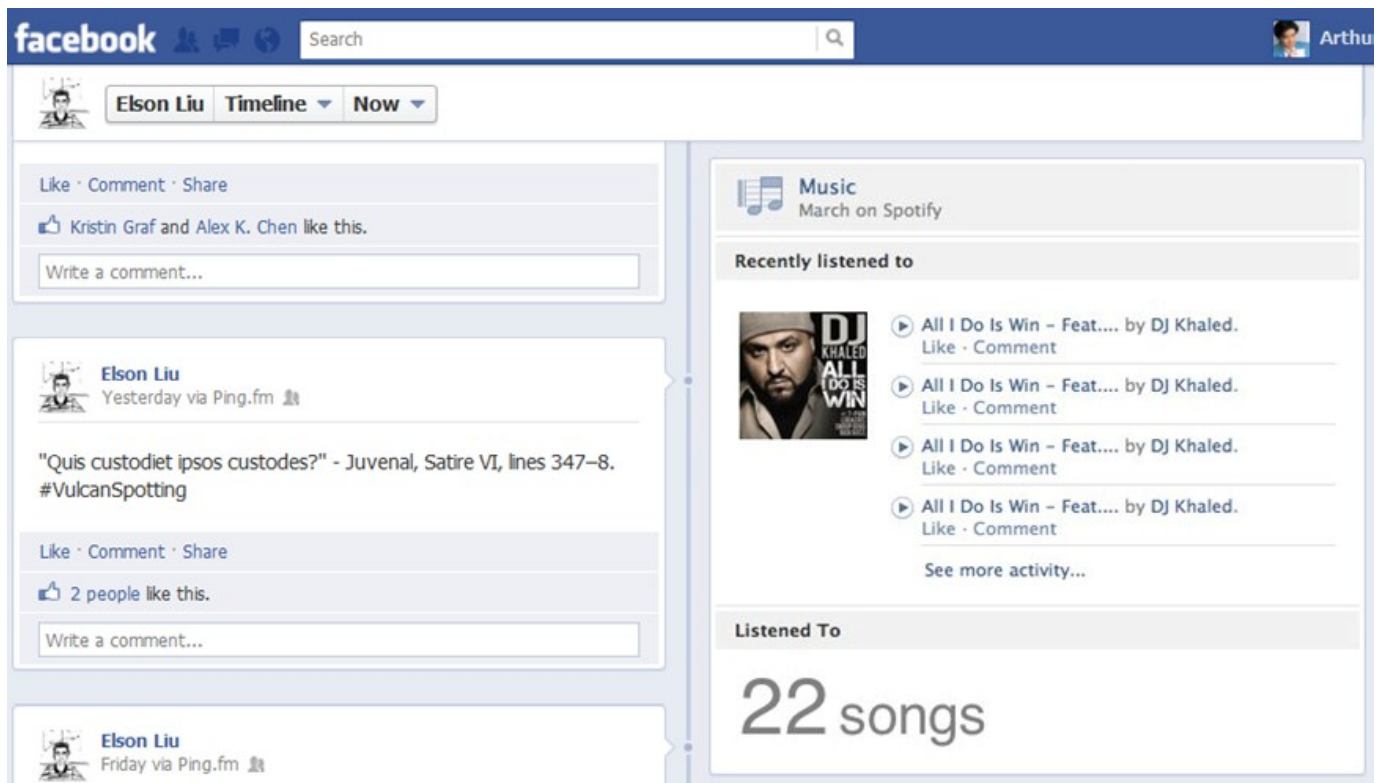 facebook
Search
Arthu
Elson Liu Timeline Now
Like · Comment · Share
Kristin Graf and Alex K. Chen like this.
Write a comment...
Elson Liu
Yesterday via Ping.fm
"Quis custodiet ipsos custodes?" - Juvenal, Satire VI, lines 347–8.
#VulcanSpotting
Like · Comment · Share
2 people like this.
Write a comment...
Elson Liu
Friday via Ping.fm
Music
March on Spotify
Recently listened to
DJ
KHALED
ALL
I DO IS
WIN
All I Do Is Win – Feat.... by DJ Khaled.
Like · Comment
All I Do Is Win – Feat.... by DJ Khaled.
Like · Comment
All I Do Is Win – Feat.... by DJ Khaled.
Like · Comment
All I Do Is Win – Feat.... by DJ Khaled.
Like · Comment
See more activity...
Listened To
22 songs